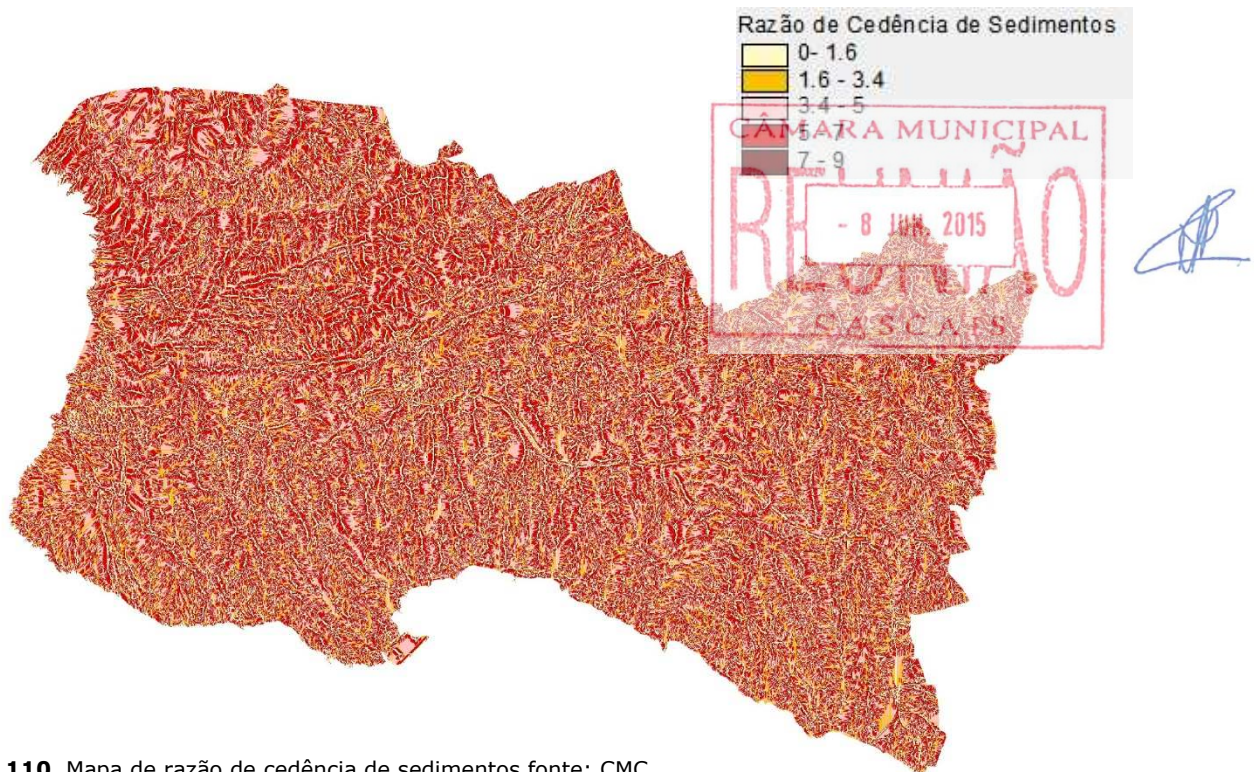 Razão de Cedência de Sedimentos
0- 1.6
1.6 - 3.4
3.4 - 5
5 - 7
7 - 9
CÂMARA MUNICIPAL
REUNIÃO
- 8 JUN. 2015
CASCAIS
110 Mapa de razão de cedência de sedimentos fonte: CMC